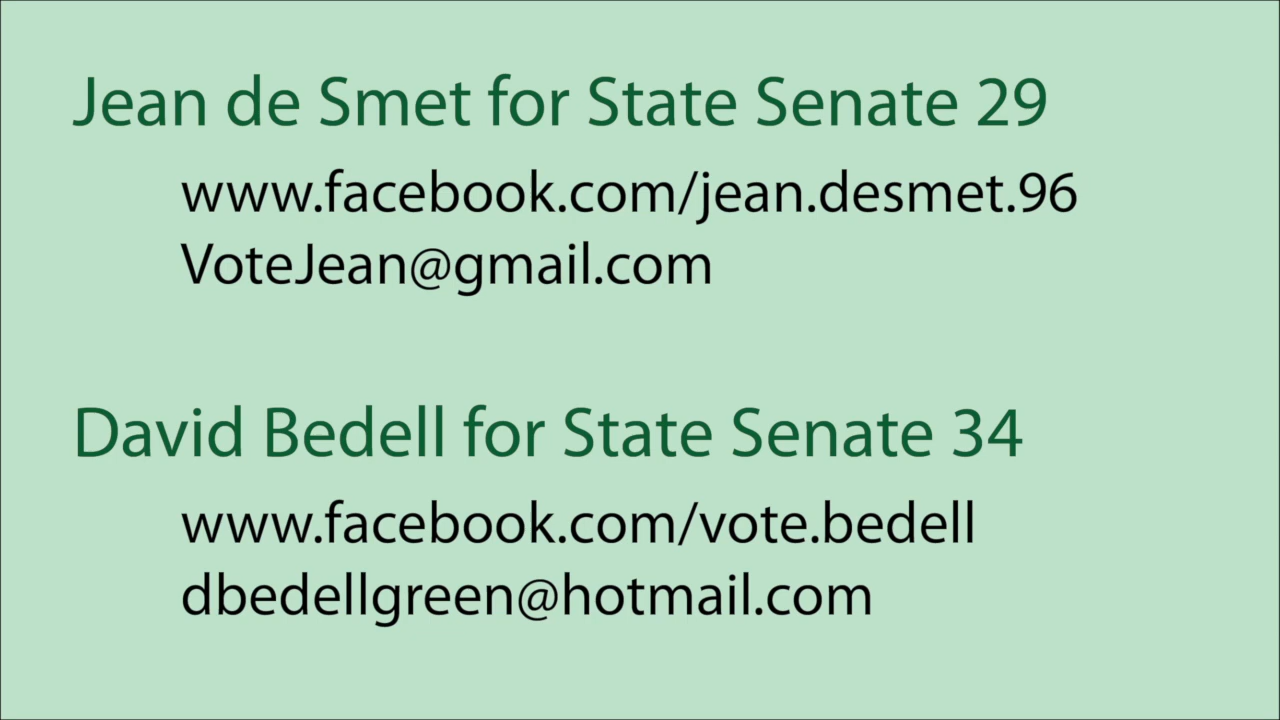 Jean de Smet for State Senate 29
www.facebook.com/jean.desmet.96
VoteJean@gmail.com
David Bedell for State Senate 34
www.facebook.com/vote.bedell
dbedellgreen@hotmail.com